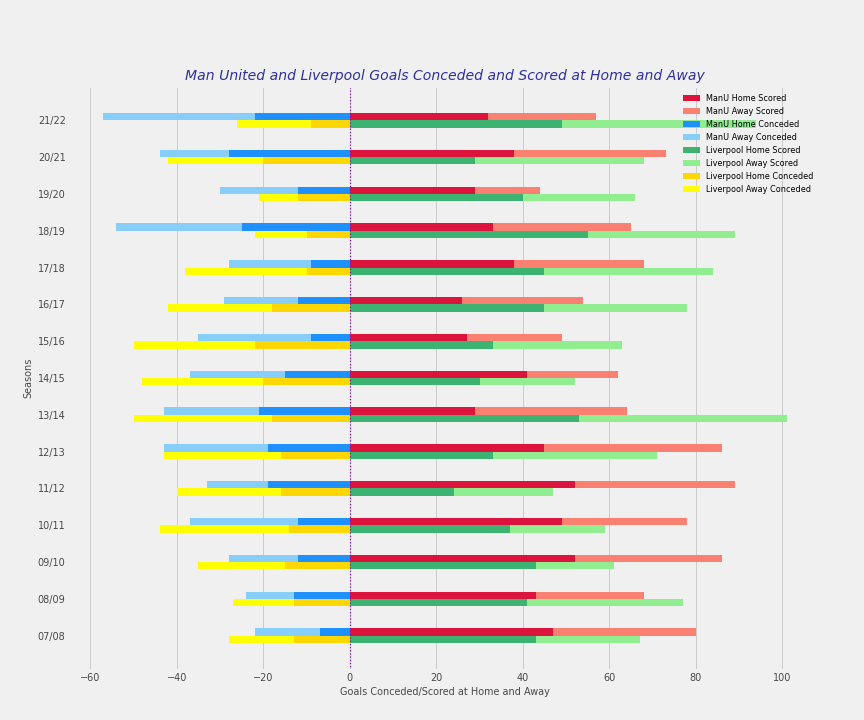 Man United and Liverpool Goals Conceded and Scored at Home and Away
ManU Home Scored
ManU Away Scored
ManU Home Conceded
ManU Away Conceded
Liverpool Home Scored
Liverpool Away Scored
Liverpool Home Conceded
Liverpool Away Conceded
Seasons
21/22
20/21
19/20
18/19
17/18
16/17
15/16
14/15
13/14
12/13
11/12
10/11
09/10
08/09
07/08
−60 −40 −20 0 20 40 60 80 100
Goals Conceded/Scored at Home and Away